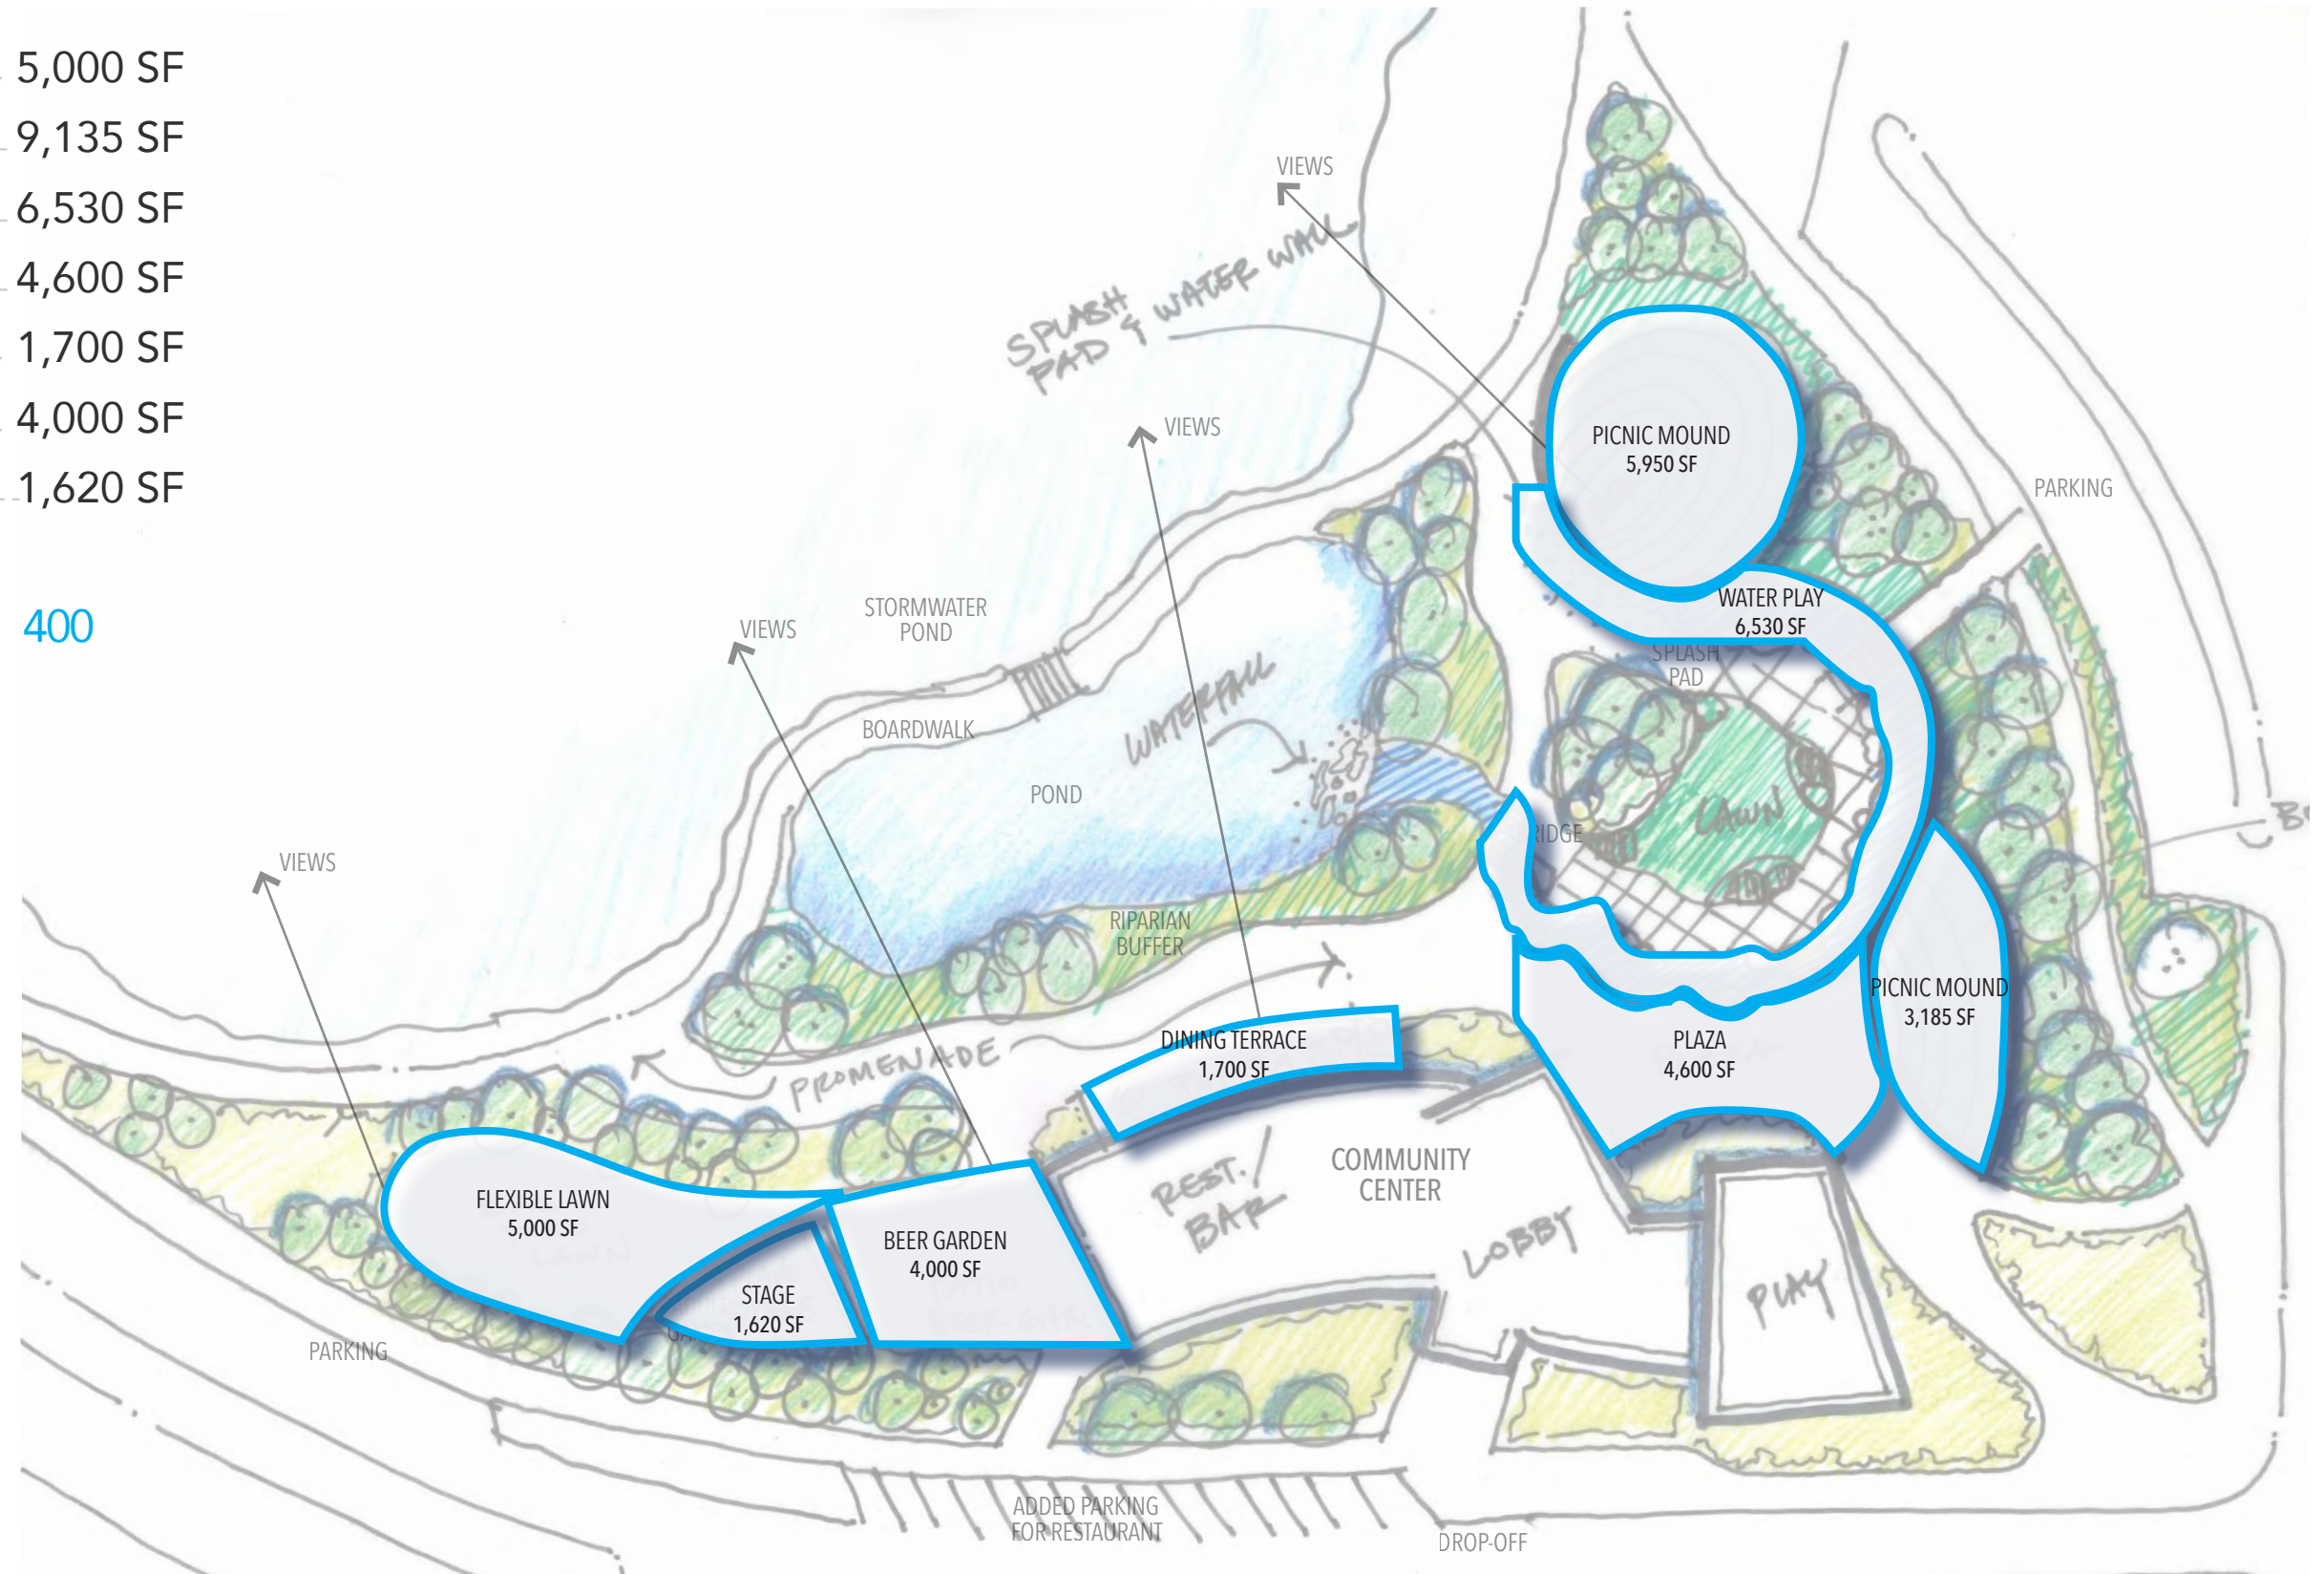 5,000 SF
9,135 SF
6,530 SF
4,600 SF
1,700 SF
4,000 SF
1,620 SF
400
VIEWS
SPLASH
PAD & WATER WALL
VIEWS
PICNIC MOUND
5,950 SF
PARKING
STORMWATER
POND
VIEWS
WATER PLAY
6,530 SF
SPLASH
PAD
BOARDWALK
WATERFALL
POND
LAWN
RIDGE
VIEWS
RIPARIAN
BUFFER
PICNIC MOUND
3,185 SF
DINING TERRACE
1,700 SF
PLAZA
4,600 SF
PROMENADE
COMMUNITY
CENTER
REST./
BAR
FLEXIBLE LAWN
5,000 SF
LAWN
BEER GARDEN
4,000 SF
LOBBY
STAGE
1,620 SF
PLAY
PARKING
ADDED PARKING
FOR RESTAURANT
DROP-OFF